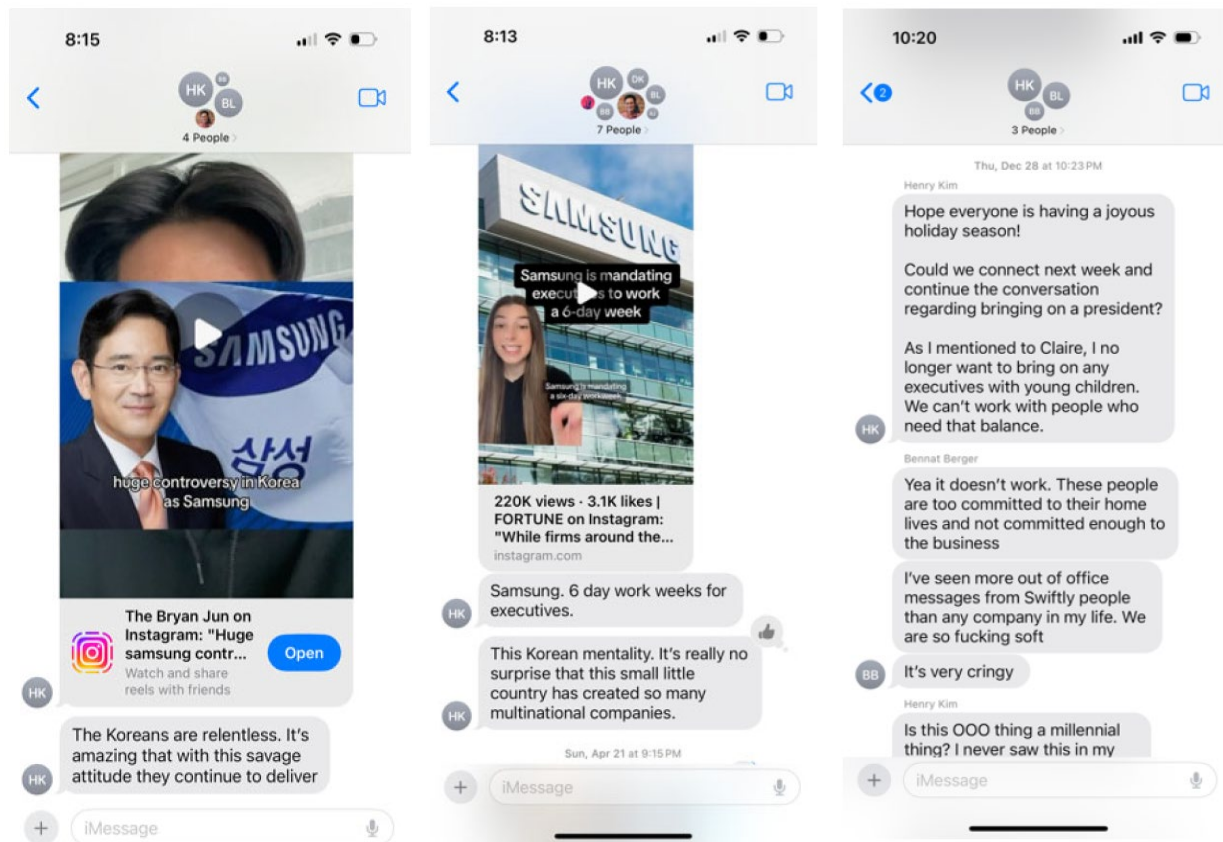 8:15
HK
BB
BL
4 People >
SAMSUNG
삼성
huge controversy in Korea
as Samsung
The Bryan Jun on
Instagram: "Huge
samsung contr...
Watch and share
reels with friends
Open
HK
The Koreans are relentless. It's
amazing that with this savage
attitude they continue to deliver
HK
iMessage
8:13
HK
DK
BL
BB
7 People >
SAMSUNG
Samsung is mandating
executives to work
a 6-day week
Samsung is mandating
a six-day workweek
220K views · 3.1K likes |
FORTUNE on Instagram:
"While firms around the...
instagram.com
Samsung. 6 day work weeks for
executives.
HK
This Korean mentality. It's really no
surprise that this small little
country has created so many
multinational companies.
HK
Sun, Apr 21 at 9:15 PM
iMessage
10:20
2
HK
BL
BB
3 People >
Thu, Dec 28 at 10:23 PM
Henry Kim
Hope everyone is having a joyous
holiday season!
Could we connect next week and
continue the conversation
regarding bringing on a president?
As I mentioned to Claire, I no
longer want to bring on any
executives with young children.
We can't work with people who
need that balance.
HK
Bennat Berger
Yea it doesn't work. These people
are too committed to their home
lives and not committed enough to
the business
I've seen more out of office
messages from Swiftly people
than any company in my life. We
are so fucking soft
It's very cringy
BB
Henry Kim
Is this OOO thing a millennial
thing? I never saw this in my
iMessage